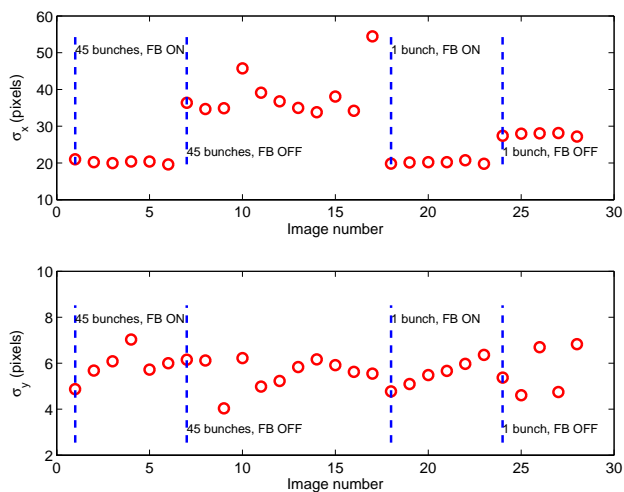 60
50
40
30
20
10
σx (pixels)
45 bunches, FB ON
1 bunch, FB ON
45 bunches, FB OFF
1 bunch, FB OFF
0 5 10 15 20 25 30
Image number
10
8
6
4
2
σy (pixels)
45 bunches, FB ON
1 bunch, FB ON
45 bunches, FB OFF
1 bunch, FB OFF
0 5 10 15 20 25 30
Image number